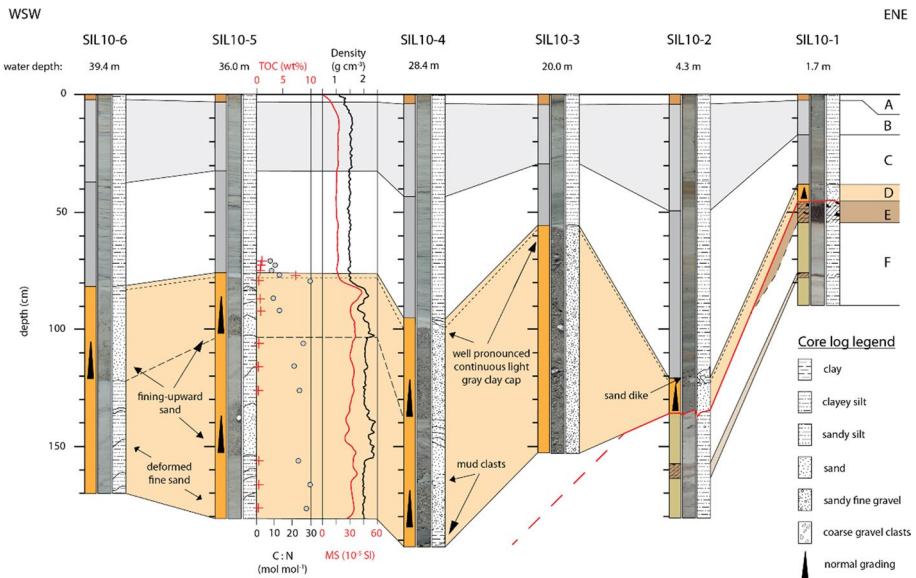 WSW
ENE
SIL10-6
SIL10-5
SIL10-4
SIL10-3
SIL10-2
SIL10-1
water depth:
39.4 m
36.0 m
28.4 m
20.0 m
4.3 m
1.7 m
TOC (wt%)
0 5 10
Density
(g cm⁻³)
1 2
depth (cm)
0
50
100
150
A
B
C
D
E
F
fining-upward
sand
deformed
fine sand
well pronounced
continuous light
gray clay cap
mud clasts
sand dike
0 10 20 30
C : N
(mol mol⁻¹)
0 30 60
MS (10⁻⁵ SI)
Core log legend
clay
clayey silt
sandy silt
sand
sandy fine gravel
coarse gravel clasts
normal grading